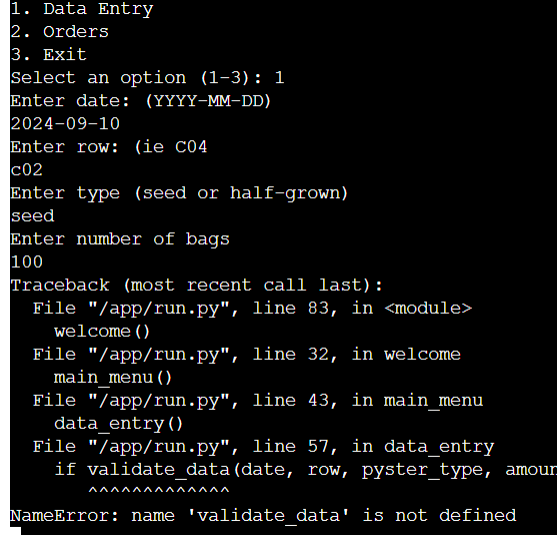 1. Data Entry
2. Orders
3. Exit
Select an option (1-3): 1
Enter date: (YYYY-MM-DD)
2024-09-10
Enter row: (ie C04
c02
Enter type (seed or half-grown)
seed
Enter number of bags
100
Traceback (most recent call last):
  File "/app/run.py", line 83, in <module>
    welcome()
  File "/app/run.py", line 32, in welcome
    main_menu()
  File "/app/run.py", line 43, in main_menu
    data_entry()
  File "/app/run.py", line 57, in data_entry
    if validate_data(date, row, pyster_type, amoun
       ^^^^^^^^^^^^^
NameError: name 'validate_data' is not defined